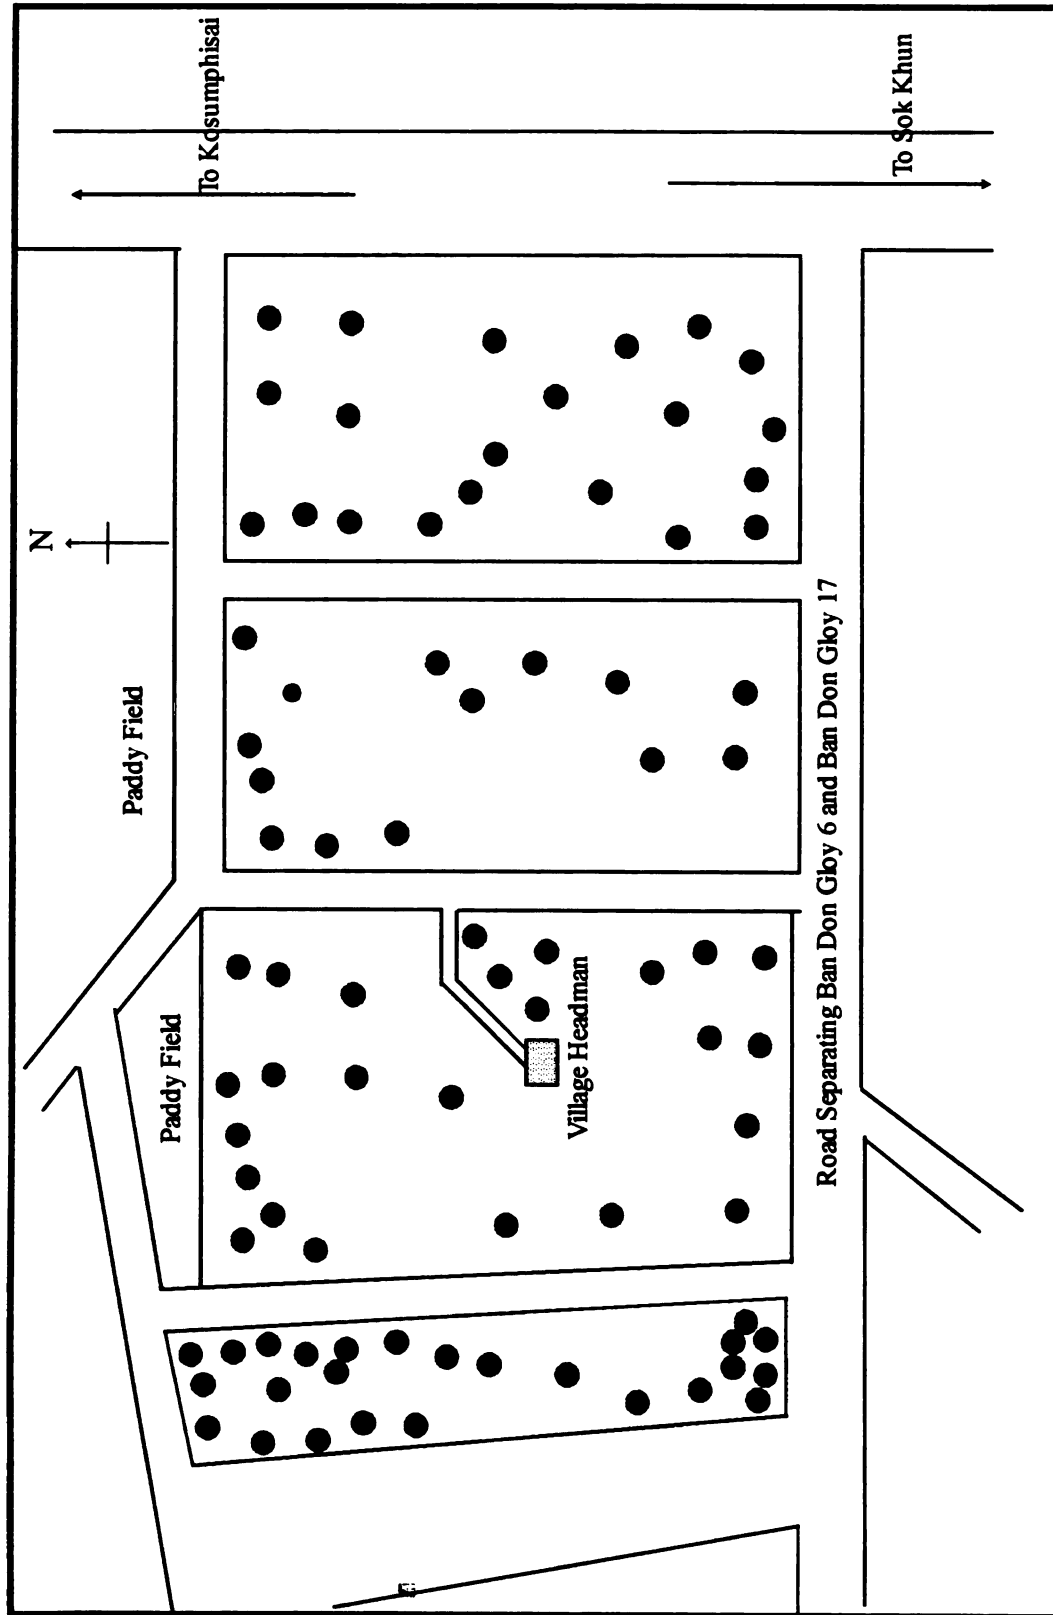 To Kosumphisai
To Sok Khun
N
Paddy Field
Paddy Field
Village Headman
Road Separating Ban Don Gloy 6 and Ban Don Gloy 17